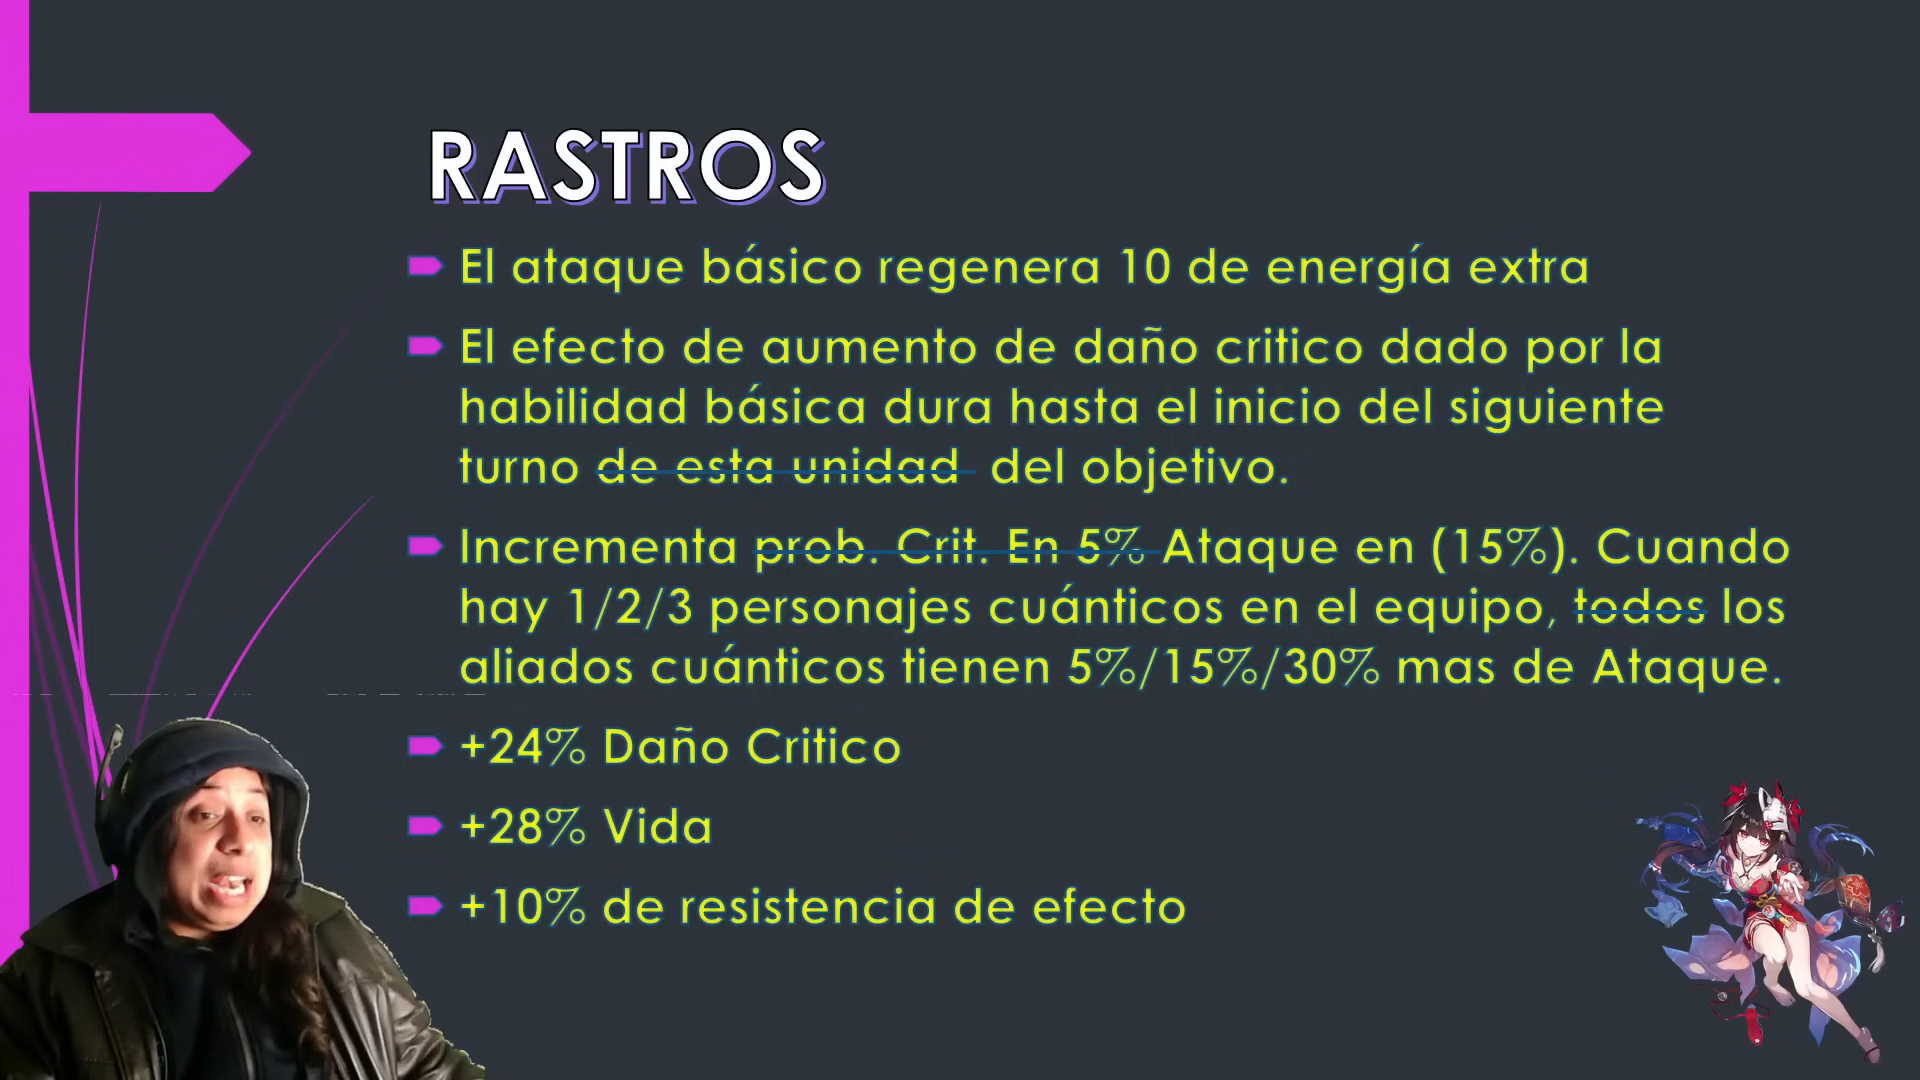 RASTROS
El ataque básico regenera 10 de energía extra
El efecto de aumento de daño critico dado por la
habilidad básica dura hasta el inicio del siguiente
turno de esta unidad del objetivo.
Incrementa prob. Crit. En 5% Ataque en (15%). Cuando
hay 1/2/3 personajes cuánticos en el equipo, todos los
aliados cuánticos tienen 5%/15%/30% mas de Ataque.
+24% Daño Critico
+28% Vida
+10% de resistencia de efecto